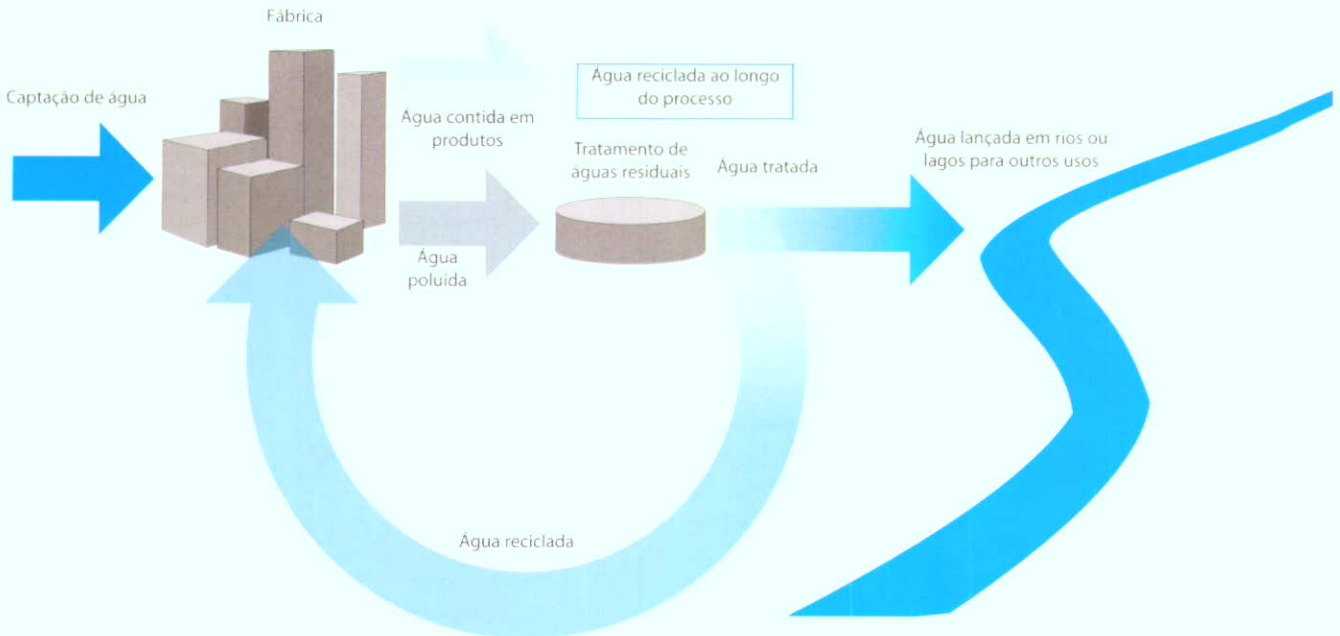 Fábrica
Captação de água
Água contida em
produtos
Água reciclada ao longo
do processo
Tratamento de
águas residuais
Água tratada
Água lançada em rios ou
lagos para outros usos
Água
poluída
Água reciclada